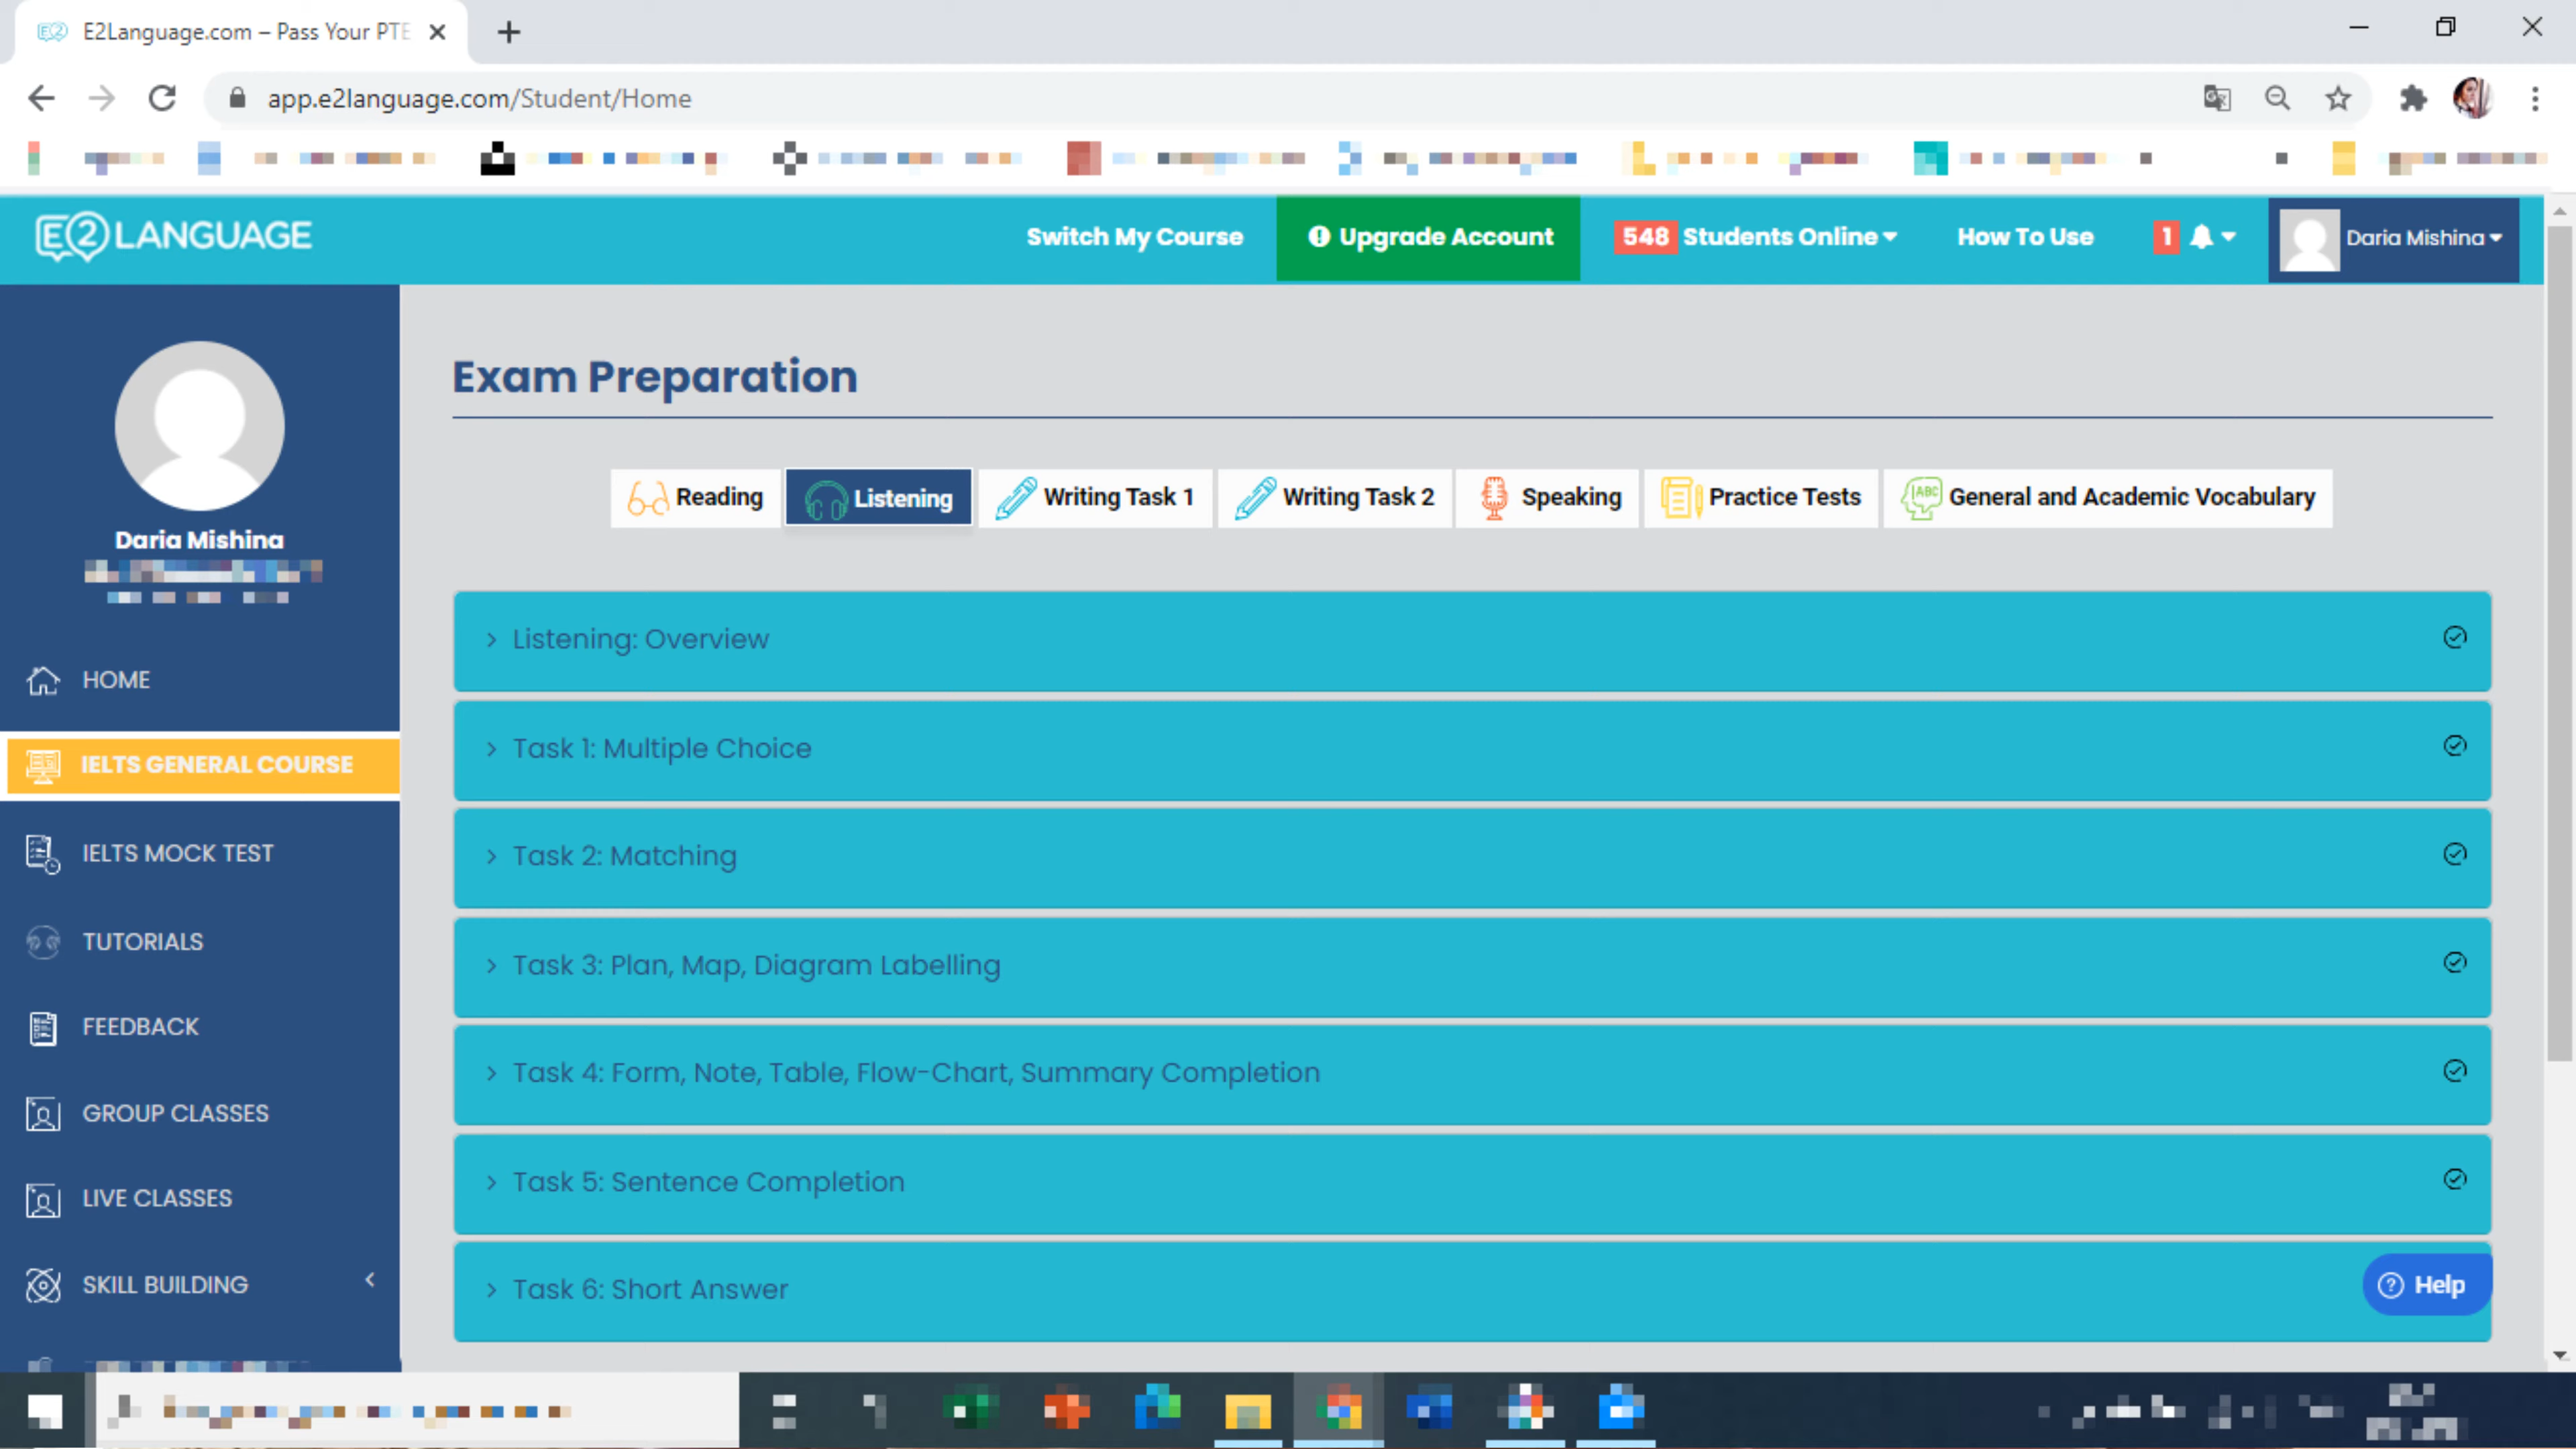 E2Language.com – Pass Your PTE
app.e2language.com/Student/Home
E2 LANGUAGE
Switch My Course
Upgrade Account
548 Students Online
How To Use
1
Daria Mishina
Daria Mishina
HOME
IELTS GENERAL COURSE
IELTS MOCK TEST
TUTORIALS
FEEDBACK
GROUP CLASSES
LIVE CLASSES
SKILL BUILDING
Exam Preparation
Reading
Listening
Writing Task 1
Writing Task 2
Speaking
Practice Tests
ABC
General and Academic Vocabulary
Listening: Overview
Task 1: Multiple Choice
Task 2: Matching
Task 3: Plan, Map, Diagram Labelling
Task 4: Form, Note, Table, Flow-Chart, Summary Completion
Task 5: Sentence Completion
Task 6: Short Answer
Help